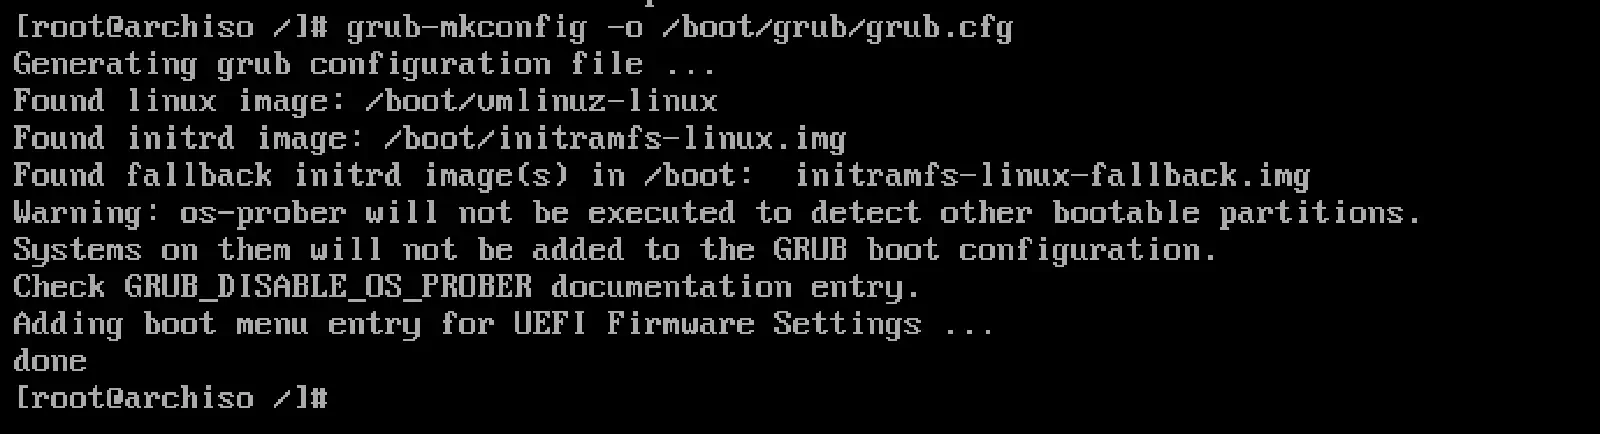 [root@archiso /]# grub-mkconfig -o /boot/grub/grub.cfg
Generating grub configuration file ...
Found linux image: /boot/vmlinuz-linux
Found initrd image: /boot/initramfs-linux.img
Found fallback initrd image(s) in /boot:  initramfs-linux-fallback.img
Warning: os-prober will not be executed to detect other bootable partitions.
Systems on them will not be added to the GRUB boot configuration.
Check GRUB_DISABLE_OS_PROBER documentation entry.
Adding boot menu entry for UEFI Firmware Settings ...
done
[root@archiso /]#